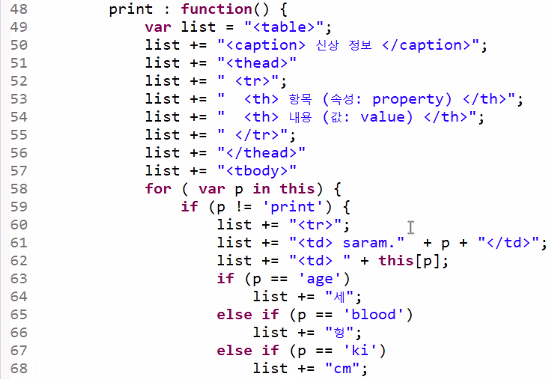 48 print : function() {
49 var list = "<table>";
50 list += "<caption> 신상 정보 </caption>";
51 list += "<thead>"
52 list += " <tr>";
53 list += "  <th> 항목 (속성: property) </th>";
54 list += "  <th> 내용 (값: value) </th>";
55 list += " </tr>";
56 list += "</thead>"
57 list += "<tbody>"
58 for ( var p in this) {
59 if (p != 'print') {
60 list += "<tr>";
61 list += "<td> saram."  + p + "</td>";
62 list += "<td> " + this[p];
63 if (p == 'age')
64 list += "세";
65 else if (p == 'blood')
66 list += "형";
67 else if (p == 'ki')
68 list += "cm";